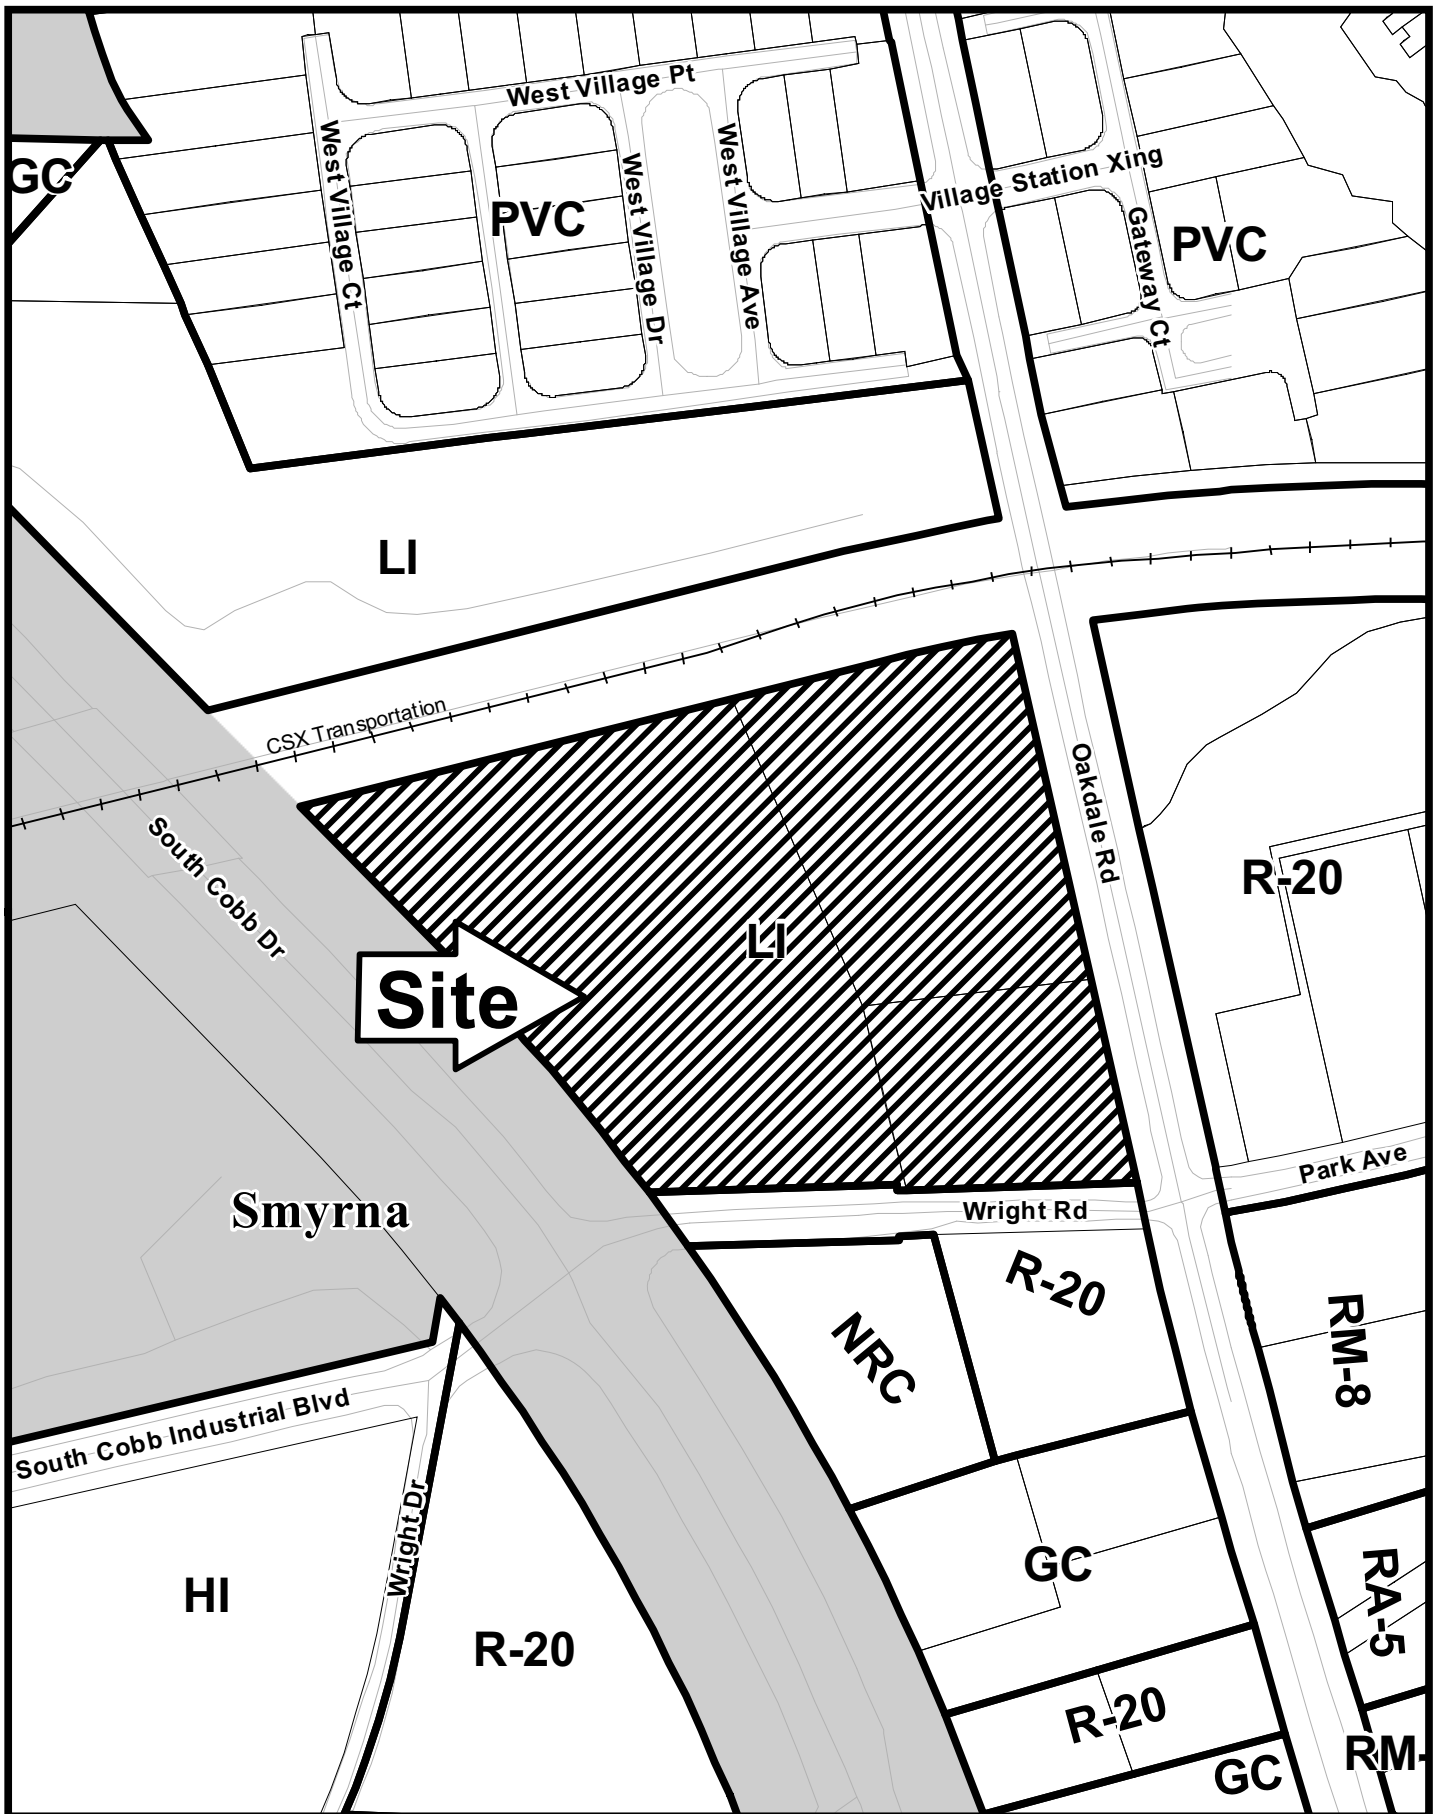 West Village Pt
West Village Ct
West Village Dr
West Village Ave
Village Station Xing
GC
PVC
Gateway Ct
PVC
LI
CSX Transportation
Oakdale Rd
South Cobb Dr
R-20
LI
Site
Park Ave
Smyrna
Wright Rd
R-20
NRC
RM-8
South Cobb Industrial Blvd
Wright Dr
GC
RA-5
HI
R-20
R-20
RM-
GC